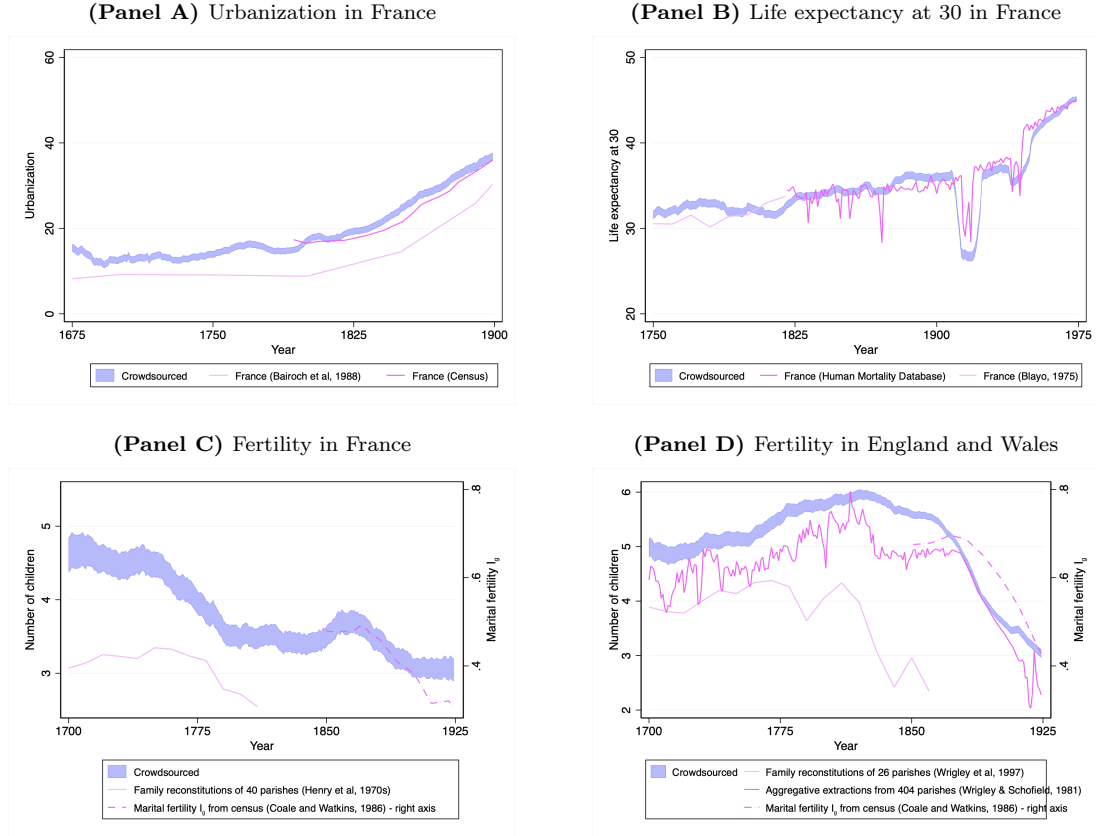 (Panel A) Urbanization in France
60
40
20
0
Urbanization
1675
1750
1825
1900
Year
Crowdsourced
France (Bairoch et al, 1988)
France (Census)
(Panel B) Life expectancy at 30 in France
50
40
30
20
Life expectancy at 30
1750
1825
1900
1975
Year
Crowdsourced
France (Human Mortality Database)
France (Blayo, 1975)
(Panel C) Fertility in France
5
4
3
Number of children
.8
.6
.4
Marital fertility Ig
1700
1775
1850
1925
Year
Crowdsourced
Family reconstitutions of 40 parishes (Henry et al, 1970s)
Marital fertility Ig from census (Coale and Watkins, 1986) - right axis
(Panel D) Fertility in England and Wales
6
5
4
3
2
Number of children
.8
.6
.4
Marital fertility Ig
1700
1775
1850
1925
Year
Crowdsourced
Family reconstitutions of 26 parishes (Wrigley et al, 1997)
Aggregative extractions from 404 parishes (Wrigley & Schofield, 1981)
Marital fertility Ig from census (Coale and Watkins, 1986) - right axis